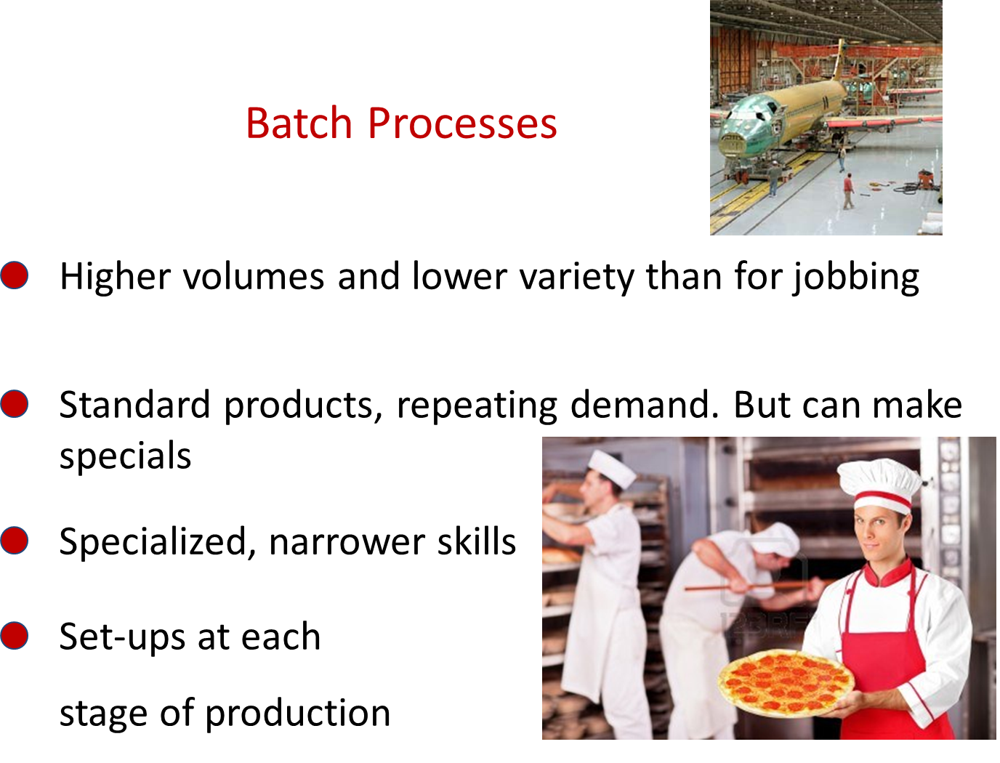 Batch Processes
Higher volumes and lower variety than for jobbing
Standard products, repeating demand. But can make
specials
Specialized, narrower skills
Set-ups at each
stage of production
123RF